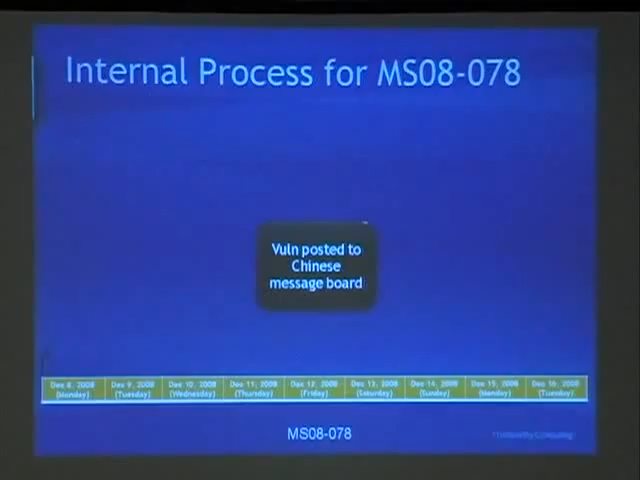 Internal Process for MS08-078
Vuln posted to
Chinese
message board
Dec 8, 2008 Dec 9, 2008 Dec 10, 2008 Dec 11, 2008 Dec 12, 2008 Dec 13, 2008 Dec 14, 2008 Dec 15, 2008 Dec 16, 2008
(Monday) (Tuesday) (Wednesday) (Thursday) (Friday) (Saturday) (Sunday) (Monday) (Tuesday)
MS08-078